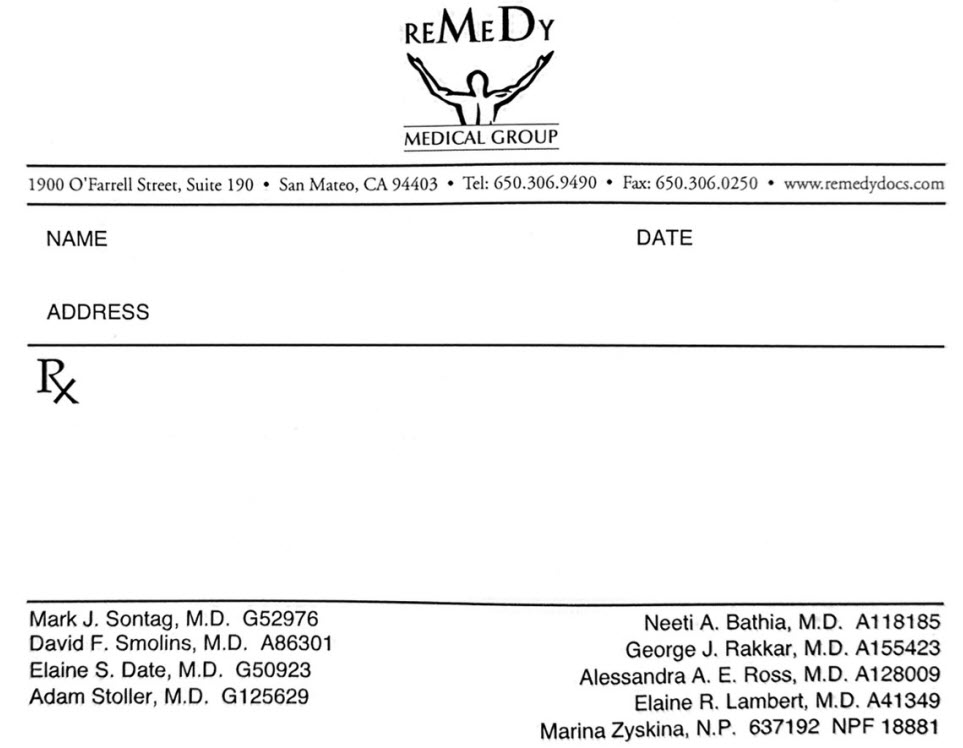 REMEDY
MEDICAL GROUP
1900 O'Farrell Street, Suite 190 • San Mateo, CA 94403 • Tel: 650.306.9490 • Fax: 650.306.0250 • www.remedydocs.com
NAME DATE
ADDRESS
Rx
Mark J. Sontag, M.D. G52976
David F. Smolins, M.D. A86301
Elaine S. Date, M.D. G50923
Adam Stoller, M.D. G125629
Neeti A. Bathia, M.D. A118185
George J. Rakkar, M.D. A155423
Alessandra A. E. Ross, M.D. A128009
Elaine R. Lambert, M.D. A41349
Marina Zyskina, N.P. 637192 NPF 18881